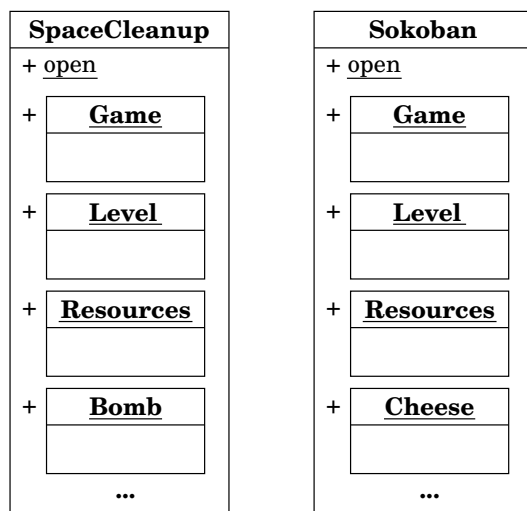 SpaceCleanup
+ open
+ Game
+ Level
+ Resources
+ Bomb
...
Sokoban
+ open
+ Game
+ Level
+ Resources
+ Cheese
...